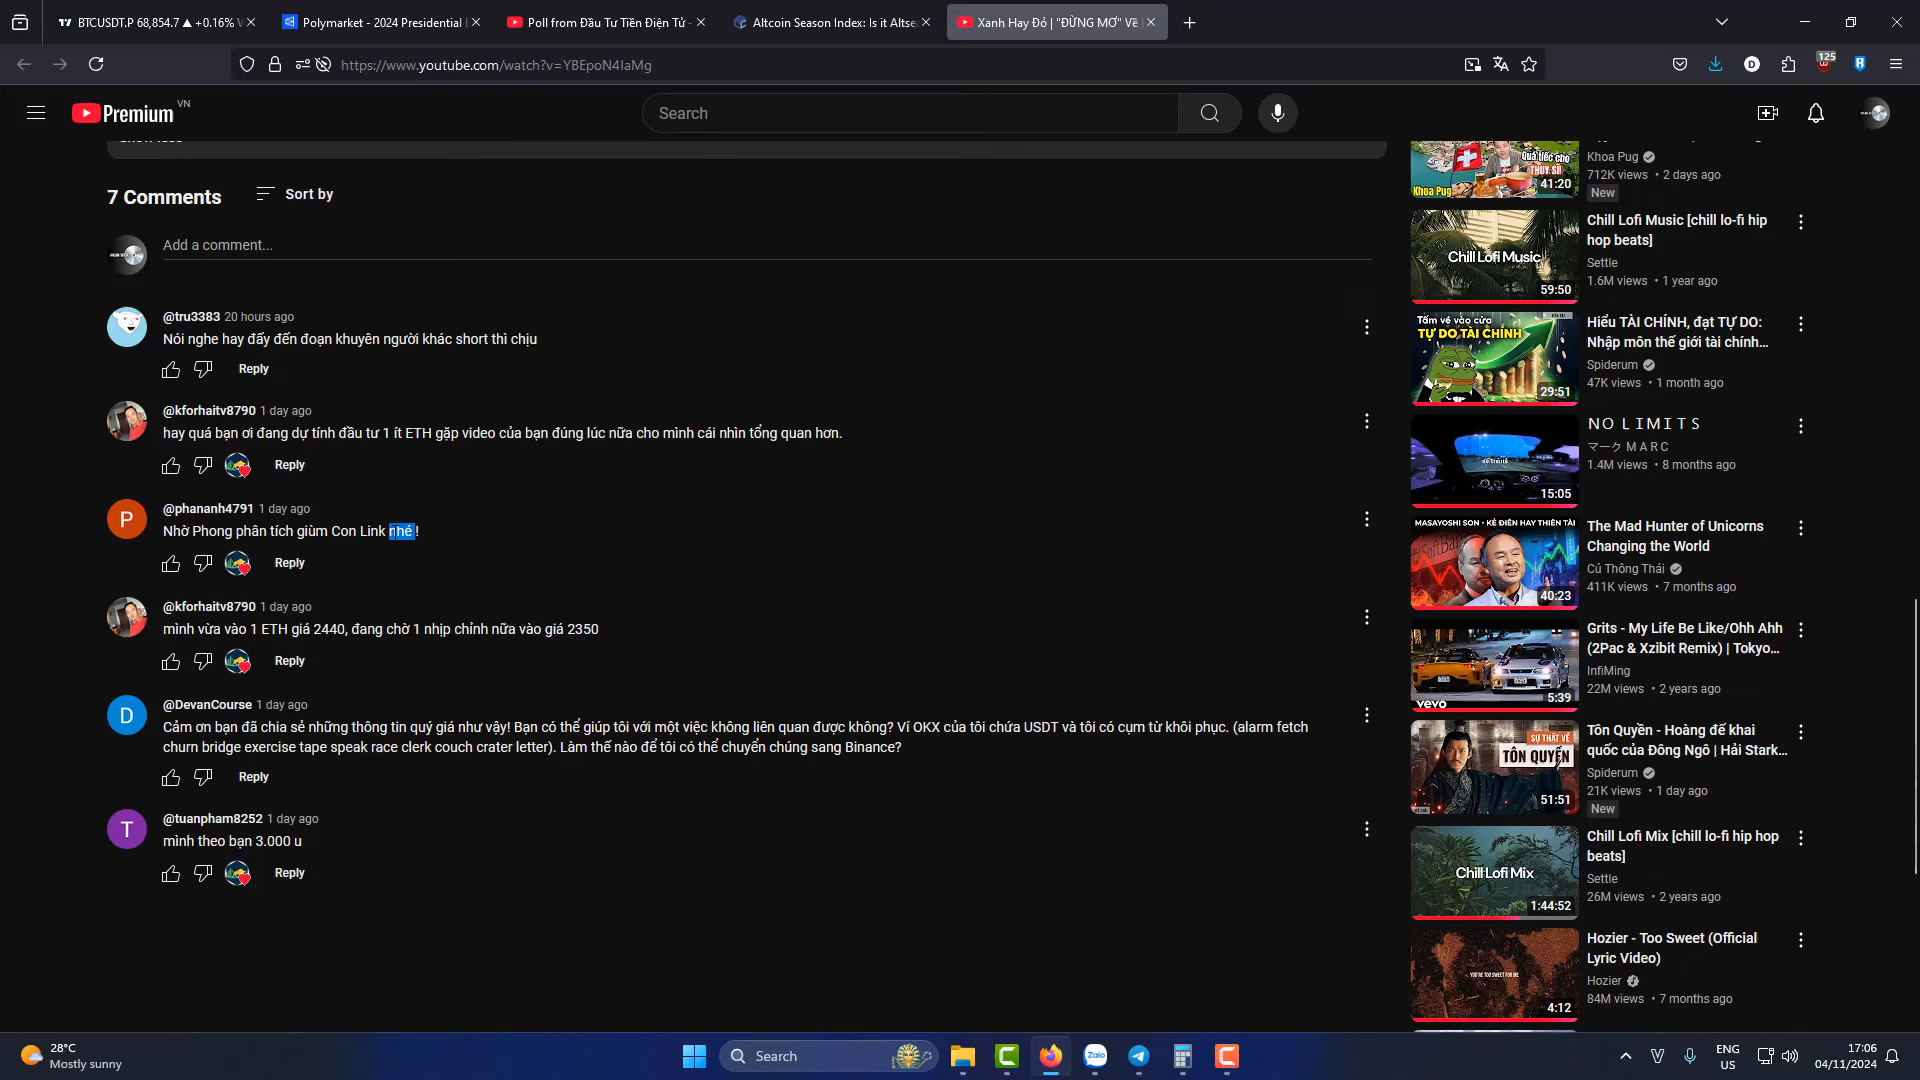 BTCUSDT.P 68,854.7 ▲ +0.16% V
Polymarket - 2024 Presidential E
Poll from Đầu Tư Tiền Điện Tử -
Altcoin Season Index: Is it Altsea
Xanh Hay Đỏ | "ĐỪNG MƠ" Về
https://www.youtube.com/watch?v=YBEpoN4IaMg
125
Premium VN
Search
7 Comments
Sort by
Add a comment...
@tru3383 20 hours ago
Nói nghe hay đấy đến đoạn khuyên người khác short thì chịu
Reply
@kforhaitv8790 1 day ago
hay quá bạn ơi đang dự tính đầu tư 1 ít ETH gặp video của bạn đúng lúc nữa cho mình cái nhìn tổng quan hơn.
Reply
P
@phananh4791 1 day ago
Nhờ Phong phân tích giùm Con Link nhé !
Reply
@kforhaitv8790 1 day ago
mình vừa vào 1 ETH giá 2440, đang chờ 1 nhịp chỉnh nữa vào giá 2350
Reply
D
@DevanCourse 1 day ago
Cảm ơn bạn đã chia sẻ những thông tin quý giá như vậy! Bạn có thể giúp tôi với một việc không liên quan được không? Ví OKX của tôi chứa USDT và tôi có cụm từ khôi phục. (alarm fetch
churn bridge exercise tape speak race clerk couch crater letter). Làm thế nào để tôi có thể chuyển chúng sang Binance?
Reply
T
@tuanpham8252 1 day ago
mình theo bạn 3.000 u
Reply
Quá tiếc cho
THỤY SĨ!
Khoa Pug
41:20
Khoa Pug
712K views • 2 days ago
New
Chill Lofi Music
59:50
Chill Lofi Music [chill lo-fi hip
hop beats]
Settle
1.6M views • 1 year ago
Tấm vé vào cửa
TỰ DO TÀI CHÍNH
29:51
Hiểu TÀI CHÍNH, đạt TỰ DO:
Nhập môn thế giới tài chính…
Spiderum
47K views • 1 month ago
15:05
NO LIMITS
マーク M A R C
1.4M views • 8 months ago
MASAYOSHI SON - KẺ ĐIÊN HAY THIÊN TÀI
SoftBank
40:23
The Mad Hunter of Unicorns
Changing the World
Cú Thông Thái
411K views • 7 months ago
vevo
5:39
Grits - My Life Be Like/Ohh Ahh
(2Pac & Xzibit Remix) | Tokyo…
InfiMing
22M views • 2 years ago
SỰ THẬT VỀ
TÔN QUYỀN
51:51
Tôn Quyền - Hoàng đế khai
quốc của Đông Ngô | Hải Stark…
Spiderum
21K views • 1 day ago
New
Chill Lofi Mix
1:44:52
Chill Lofi Mix [chill lo-fi hip hop
beats]
Settle
26M views • 2 years ago
YOU'RE TOO SWEET FOR ME
4:12
Hozier - Too Sweet (Official
Lyric Video)
Hozier
84M views • 7 months ago
28°C
Mostly sunny
Search
Zalo
ENG
US
17:06
04/11/2024